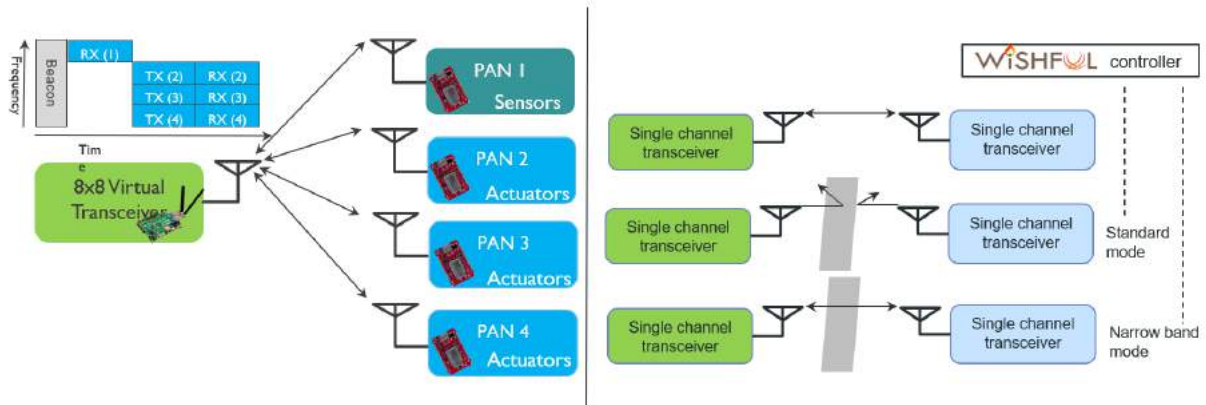 Frequency
Beacon
RX (1)
TX (2) RX (2)
TX (3) RX (3)
TX (4) RX (4)
Tim
e
8x8 Virtual
Transceiver
PAN 1
Sensors
PAN 2
Actuators
PAN 3
Actuators
PAN 4
Actuators
WiSHFUL controller
Single channel
transceiver
Single channel
transceiver
Single channel
transceiver
Single channel
transceiver
Standard
mode
Single channel
transceiver
Single channel
transceiver
Narrow band
mode